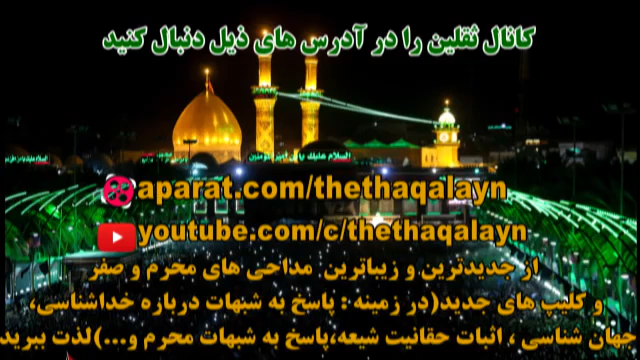 کانال ثقلین را در آدرس های ذیل دنبال کنید
aparat.com/thethaqalayn
youtube.com/c/thethaqalayn
از جدیدترین و زیباترین مداحی های محرم و صفر
و کلیپ های جدید(در زمینه : پاسخ به شبهات درباره خداشناسی،
جهان شناسی ، اثبات حقانیت شیعه،پاسخ به شبهات محرم و...)لذت ببرید